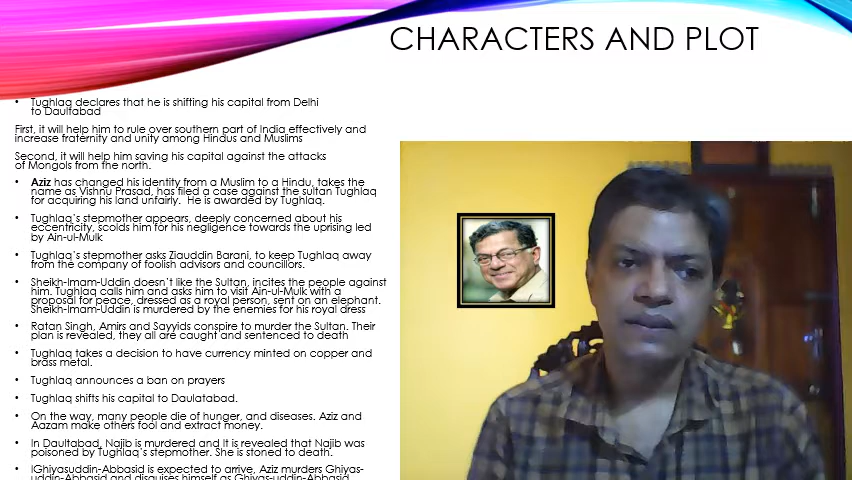 CHARACTERS AND PLOT
• Tughlaq declares that he is shifting his capital from Delhi
to Daultabad
First, it will help him to rule over southern part of India effectively and
increase fraternity and unity among Hindus and Muslims
Second, it will help him saving his capital against the attacks
of Mongols from the north.
• Aziz has changed his identity from a Muslim to a Hindu, takes the
name as Vishnu Prasad, has filed a case against the sultan Tughlaq
for acquiring his land unfairly. He is awarded by Tughlaq.
• Tughlaq's stepmother appears, deeply concerned about his
eccentricity, scolds him for his negligence towards the uprising led
by Ain-ul-Mulk
• Tughlaq's stepmother asks Ziauddin Barani, to keep Tughlaq away
from the company of foolish advisors and councillors.
• Sheikh-Imam-Uddin doesn't like the Sultan, incites the people against
him. Tughlaq calls him and asks him to visit Ain-ul-Mulk with a
proposal for peace, dressed as a royal person, sent on an elephant.
Sheikh-Imam-Uddin is murdered by the enemies for his royal dress
• Ratan Singh, Amirs and Sayyids conspire to murder the Sultan. Their
plan is revealed, they all are caught and sentenced to death
• Tughlaq takes a decision to have currency minted on copper and
brass metal.
• Tughlaq announces a ban on prayers
• Tughlaq shifts his capital to Daulatabad.
• On the way, many people die of hunger, and diseases. Aziz and
Aazam make others fool and extract money.
• In Daultabad, Najib is murdered and It is revealed that Najib was
poisoned by Tughlaq's stepmother. She is stoned to death.
• IGhiyasuddin-Abbasid is expected to arrive, Aziz murders Ghiyas-
uddin-Abbasid and disguises himself as Ghiyas-uddin-Abbasid